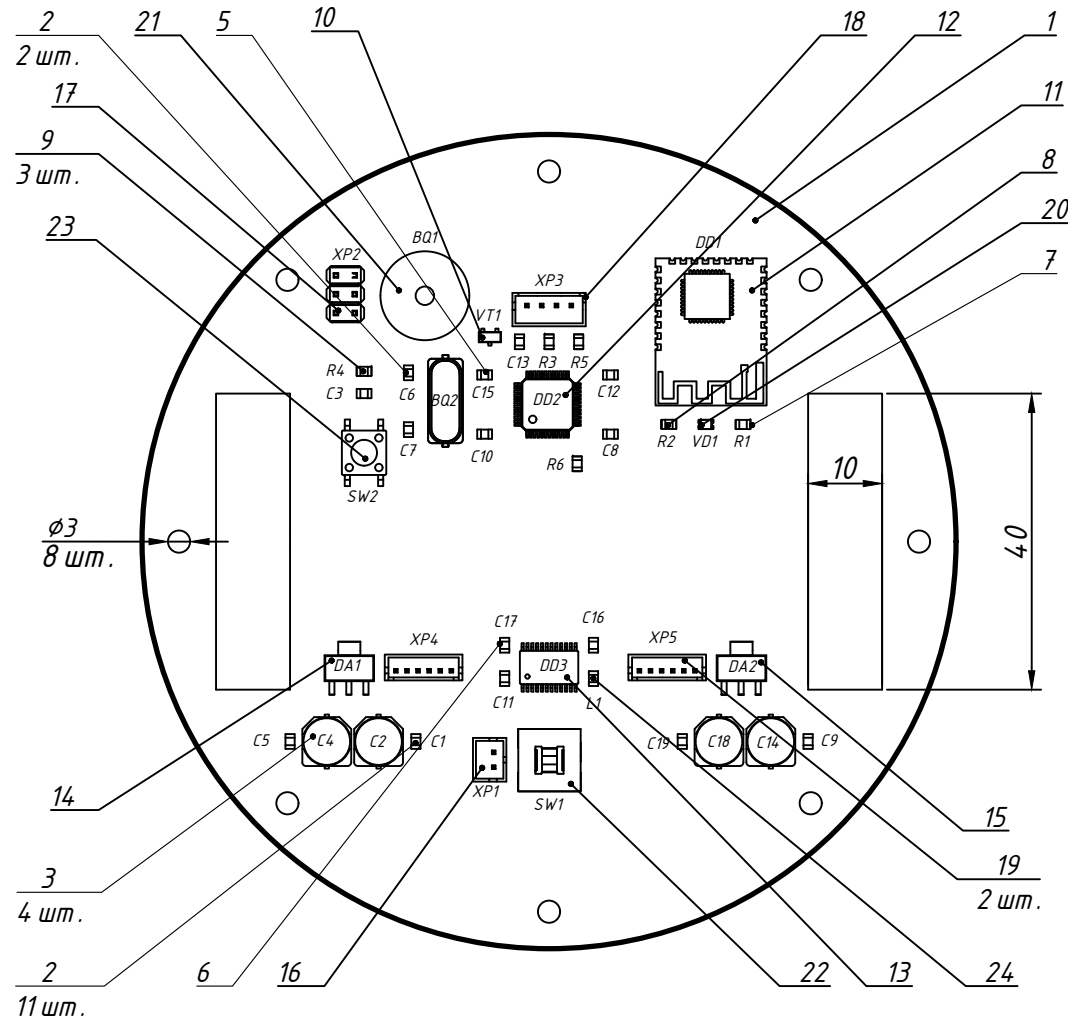 2
2 шт.
21
5
10
18
12
1
17
11
9
3 шт.
8
23
20
7
BQ1
DD1
XP2
XP3
VT1
C13
R3
R5
R4
C6
C15
C12
C3
BQ2
DD2
R2
VD1
R1
C7
C10
C8
R6
SW2
10
40
ϕ3
8 шт.
C17
C16
XP4
XP5
DA1
DD3
DA2
C11
L1
C5
C4
C2
C1
C19
C18
C14
C9
XP1
SW1
14
15
3
4 шт.
19
2 шт.
2
11 шт.
6
16
22
13
24